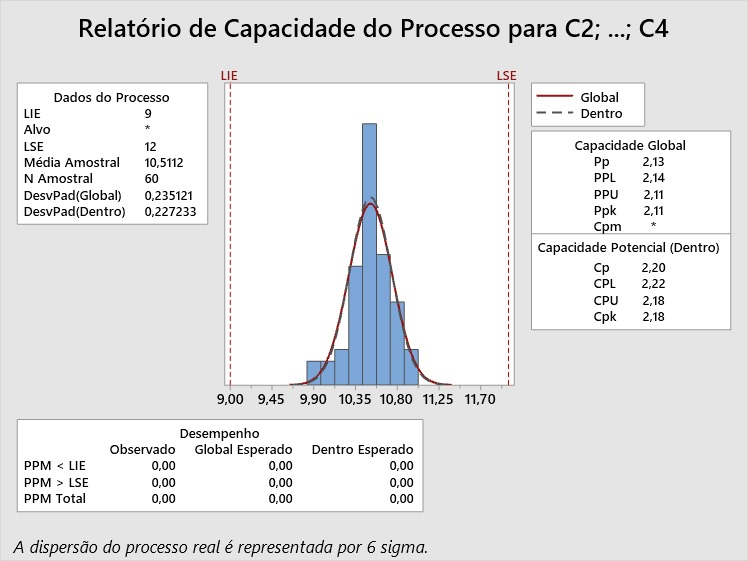 Relatório de Capacidade do Processo para C2; ...; C4
LIE LSE
Dados do Processo
LIE 9
Alvo *
LSE 12
Média Amostral 10,5112
N Amostral 60
DesvPad(Global) 0,235121
DesvPad(Dentro) 0,227233
Global
Dentro
Capacidade Global
Pp 2,13
PPL 2,14
PPU 2,11
Ppk 2,11
Cpm *
Capacidade Potencial (Dentro)
Cp 2,20
CPL 2,22
CPU 2,18
Cpk 2,18
9,00 9,45 9,90 10,35 10,80 11,25 11,70
Desempenho
Observado Global Esperado Dentro Esperado
PPM < LIE 0,00 0,00 0,00
PPM > LSE 0,00 0,00 0,00
PPM Total 0,00 0,00 0,00
A dispersão do processo real é representada por 6 sigma.